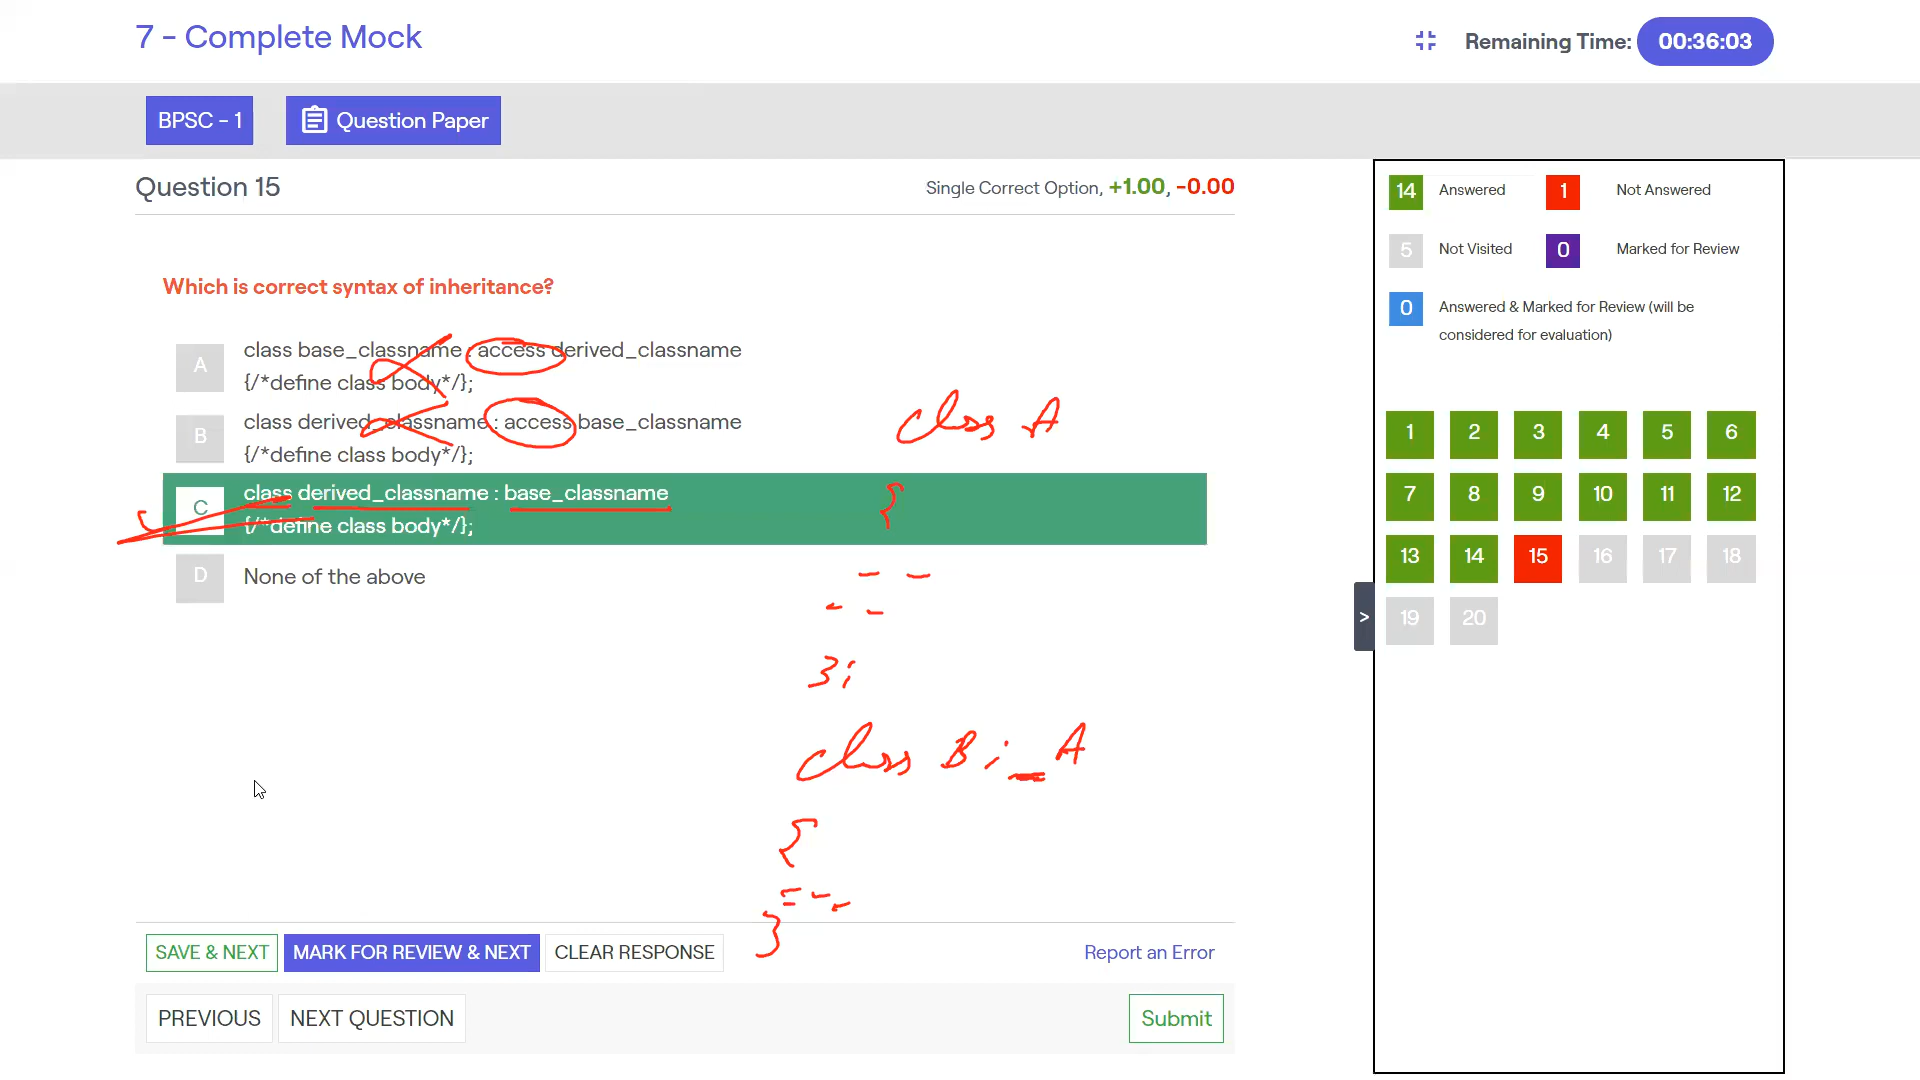 7 - Complete Mock
Remaining Time: 00:36:03
BPSC - 1
Question Paper
Question 15
Single Correct Option, +1.00, -0.00
Which is correct syntax of inheritance?
A
class base_classname : access derived_classname
{/*define class body*/};
B
class derived_classname : access base_classname
{/*define class body*/};
C
class derived_classname : base_classname
{/*define class body*/};
D
None of the above
class A
{
- -
- -
};
class B : _ A
{
}
SAVE & NEXT
MARK FOR REVIEW & NEXT
CLEAR RESPONSE
Report an Error
PREVIOUS
NEXT QUESTION
Submit
14 Answered
1 Not Answered
5 Not Visited
0 Marked for Review
0 Answered & Marked for Review (will be
considered for evaluation)
1 2 3 4 5 6
7 8 9 10 11 12
13 14 15 16 17 18
19 20
>